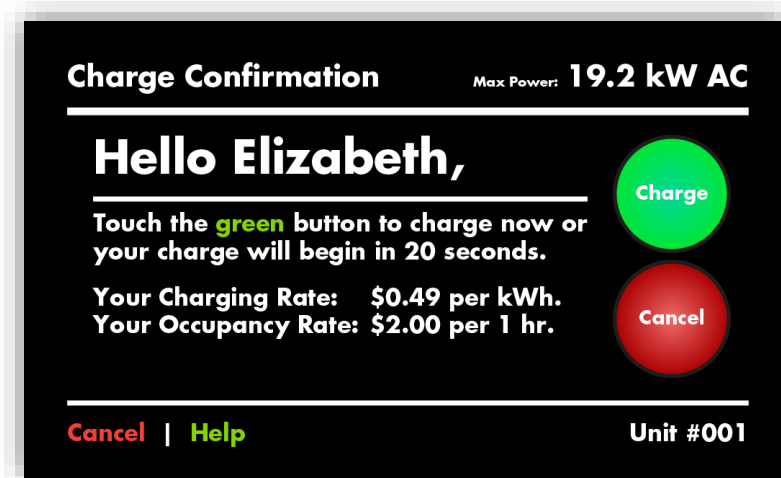 Charge Confirmation Max Power: 19.2 kW AC
Hello Elizabeth,
Touch the green button to charge now or
your charge will begin in 20 seconds.
Your Charging Rate: $0.49 per kWh.
Your Occupancy Rate: $2.00 per 1 hr.
Charge
Cancel
Cancel | Help Unit #001